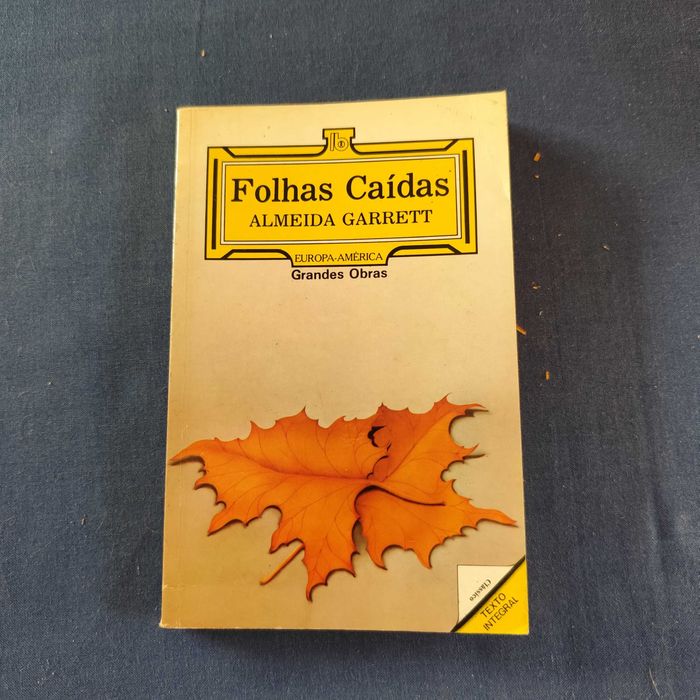 Folhas Caídas
ALMEIDA GARRETT
EUROPA-AMÉRICA
Grandes Obras
Clássico
TEXTO
INTEGRAL